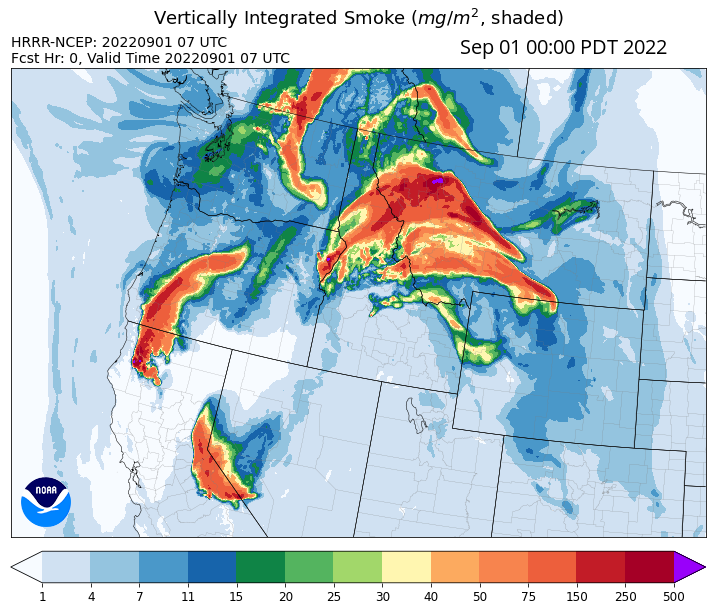 Vertically Integrated Smoke (mg/m², shaded)
HRRR-NCEP: 20220901 07 UTC
Sep 01 00:00 PDT 2022
Fcst Hr: 0, Valid Time 20220901 07 UTC
NOAA
1 4 7 11 15 20 25 30 40 50 75 150 250 500